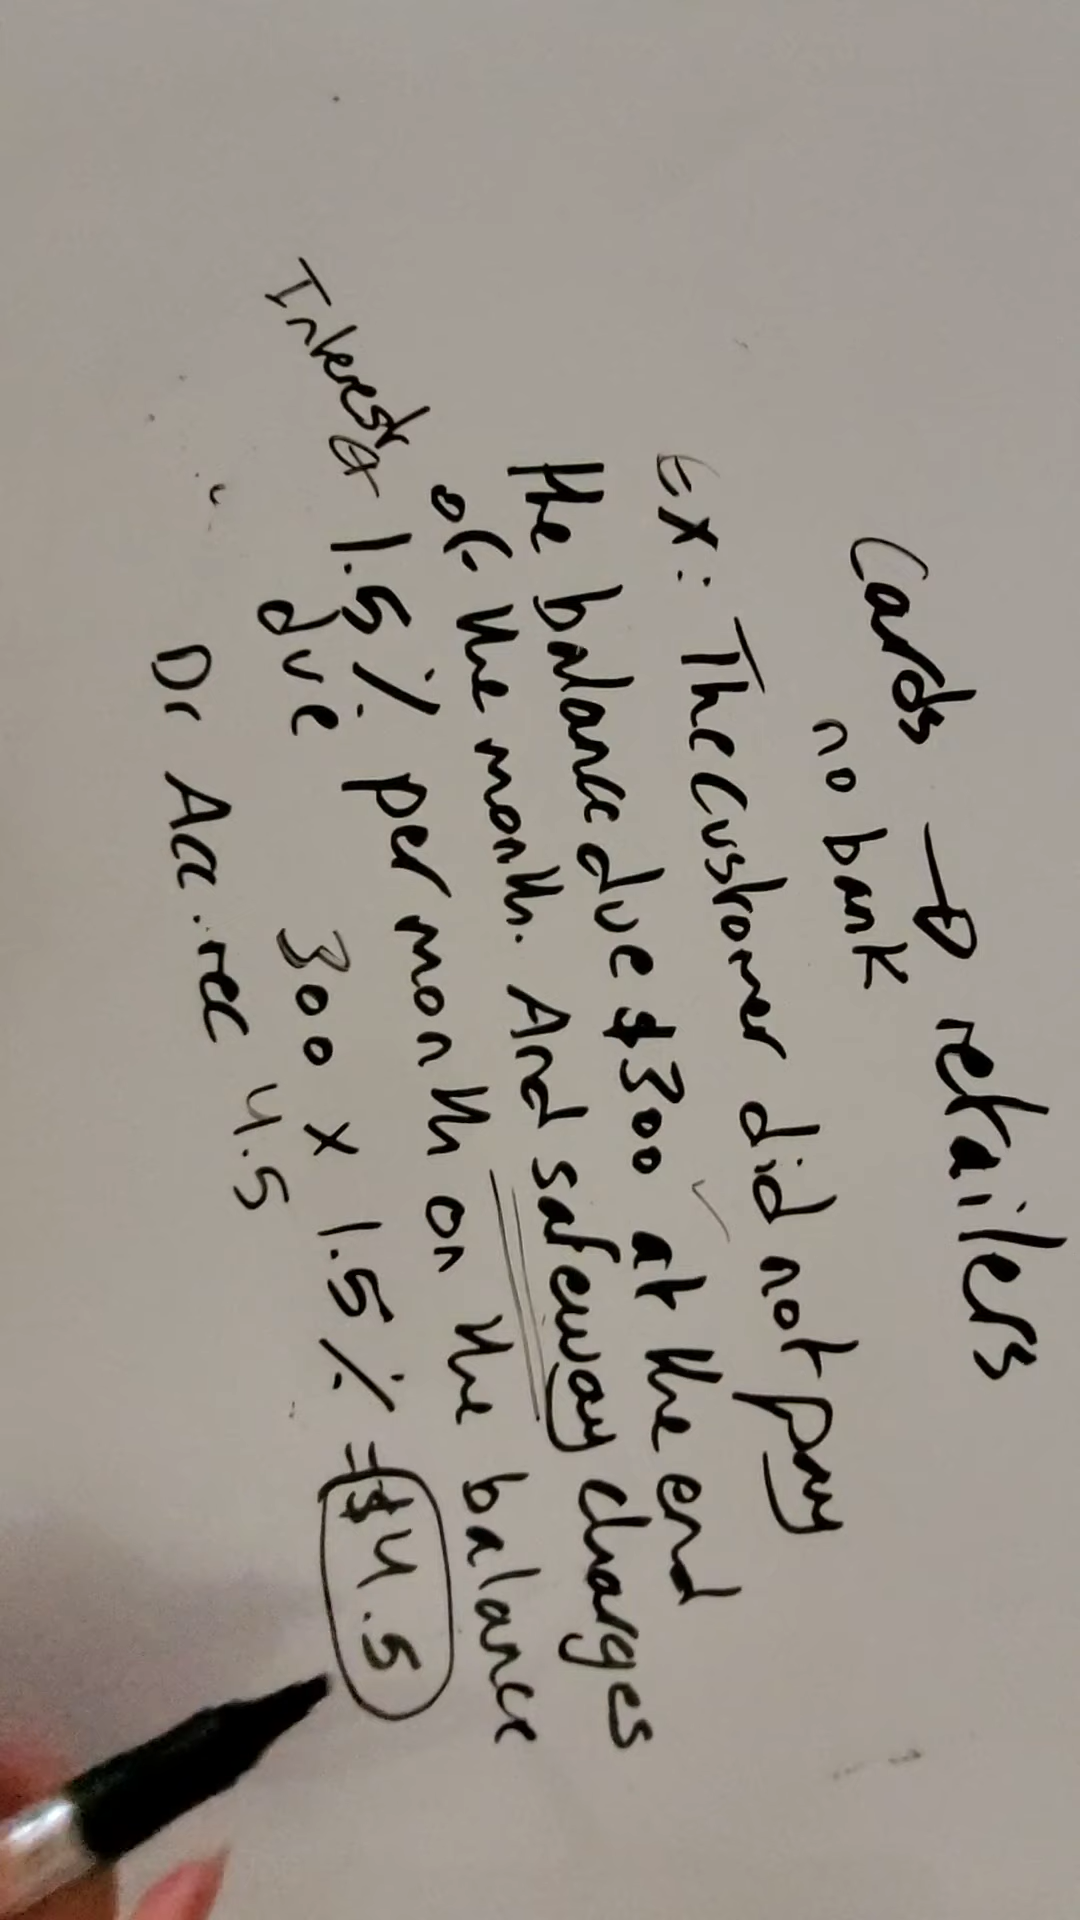 Cards → retailers
no bank
Ex: The customer did not pay
the balance due $300 at the end
of the month. And safeway charges
Interest 1.5% per month on the balance
due 300 x 1.5% = $4.5
Dr Acc.rec 4.5